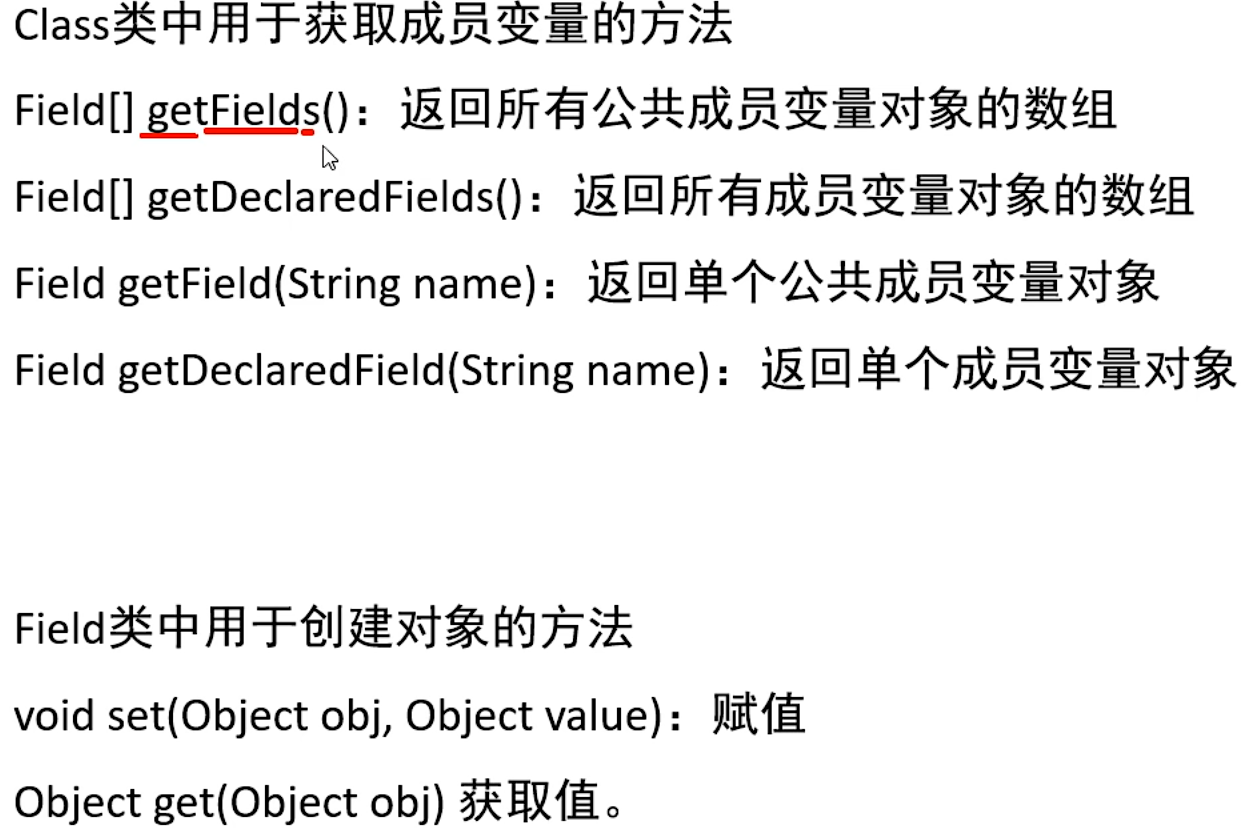 Class类中用于获取成员变量的方法
Field[] getFields()：返回所有公共成员变量对象的数组
Field[] getDeclaredFields()：返回所有成员变量对象的数组
Field getField(String name)：返回单个公共成员变量对象
Field getDeclaredField(String name)：返回单个成员变量对象
Field类中用于创建对象的方法
void set(Object obj, Object value)：赋值
Object get(Object obj) 获取值。